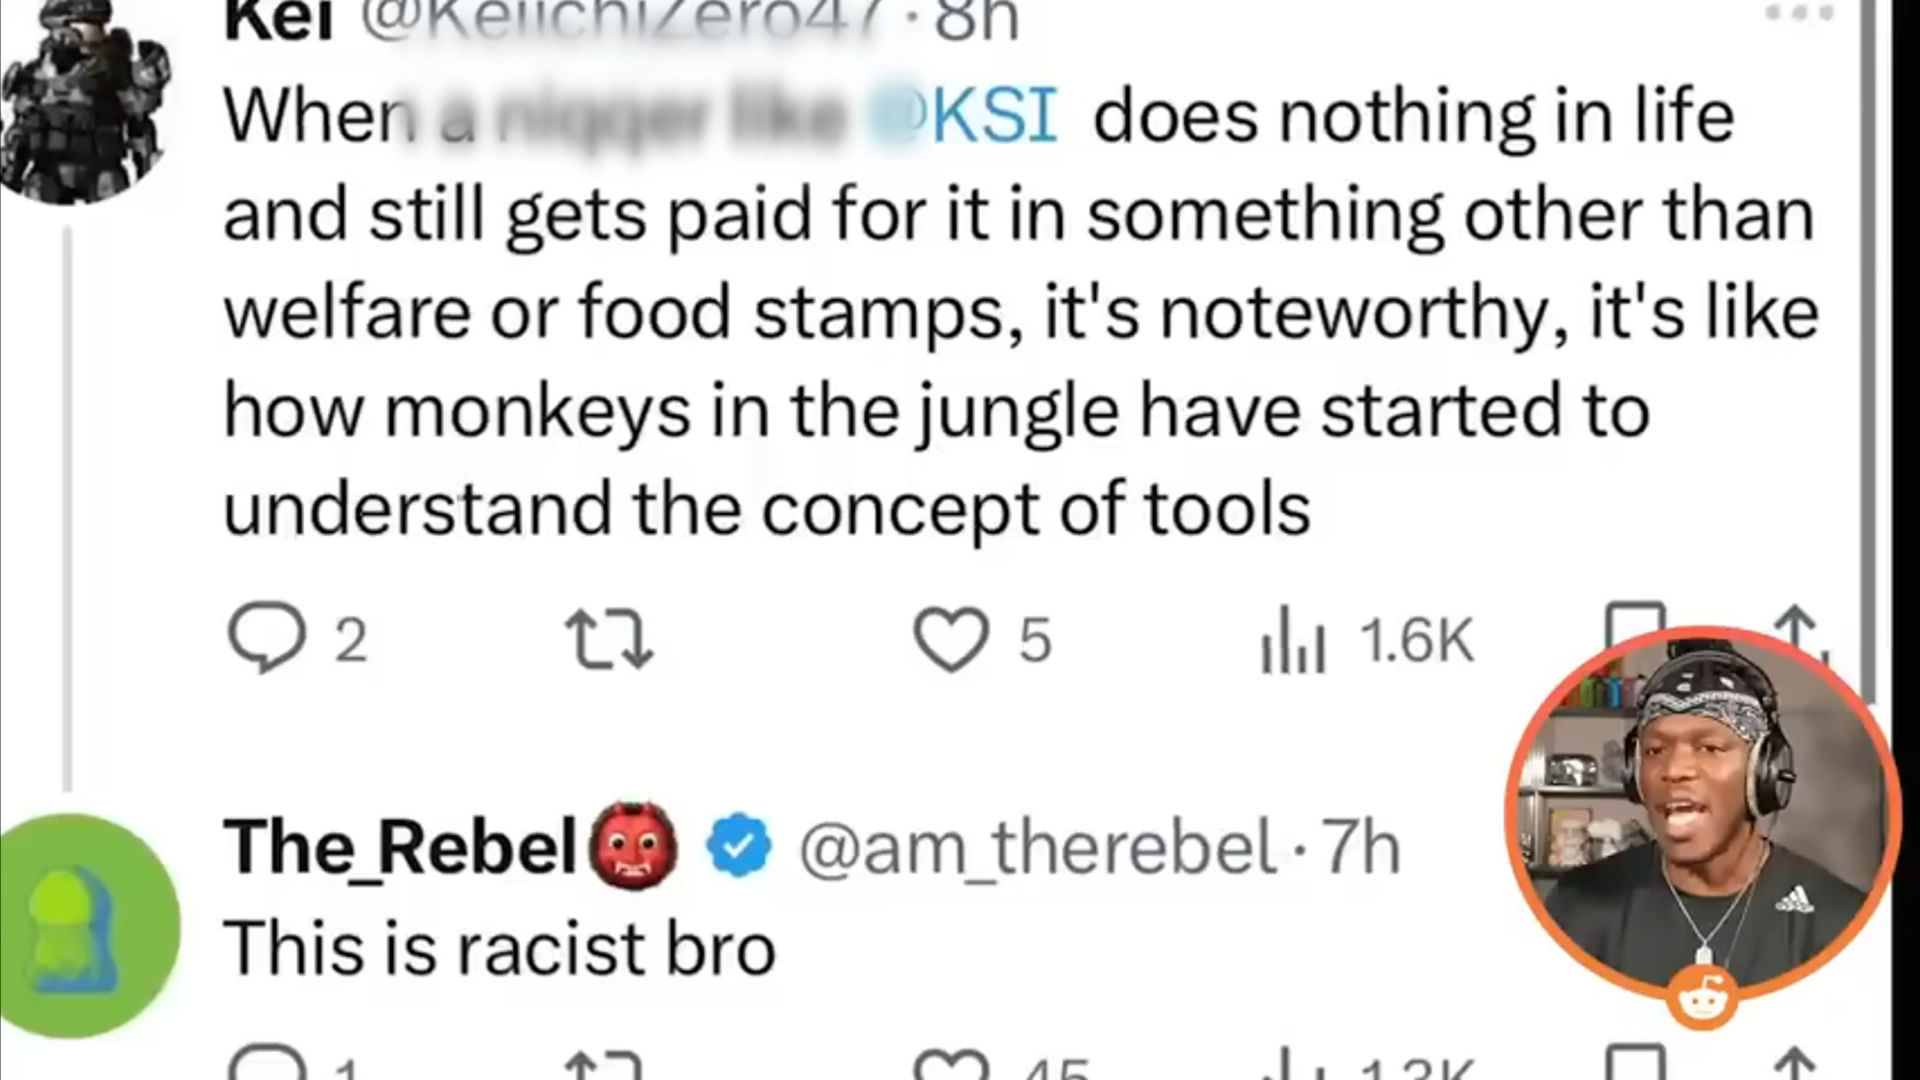 Kei @KeiichiZero47 · 8h
When a niqqer like @KSI does nothing in life
and still gets paid for it in something other than
welfare or food stamps, it's noteworthy, it's like
how monkeys in the jungle have started to
understand the concept of tools
2 5 1.6K
The_Rebel👹 @am_therebel · 7h
This is racist bro
1 45 1.3K